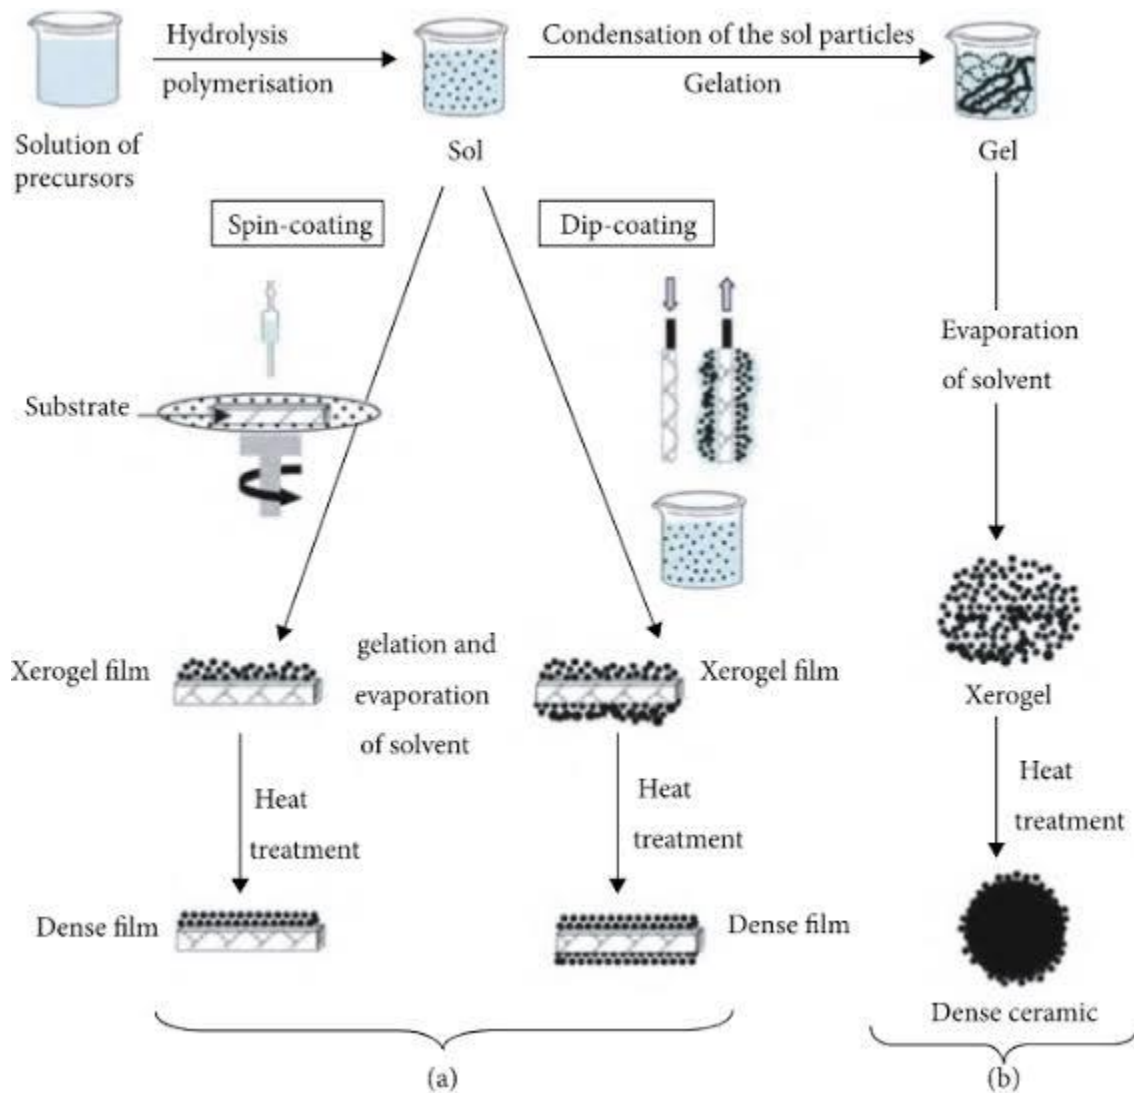 Hydrolysis
polymerisation
Condensation of the sol particles
Gelation
Solution of
precursors
Sol
Gel
Spin-coating
Dip-coating
Evaporation
of solvent
Substrate
Xerogel film
gelation and
evaporation
of solvent
Xerogel film
Xerogel
Heat
treatment
Heat
treatment
Heat
treatment
Dense film
Dense film
Dense ceramic
(a)
(b)